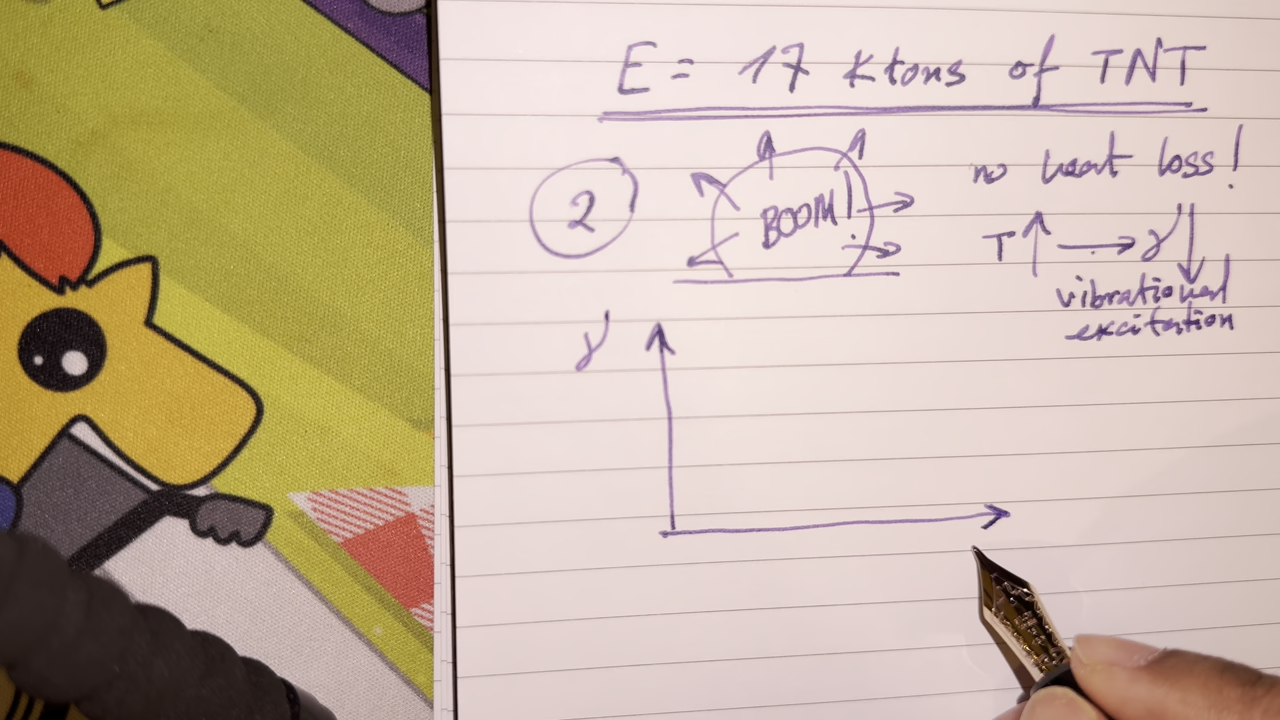 E = 17 Ktons of TNT
2
BOOM!
no heat loss!
T↑ → γ↓
vibrational
excitation
γ